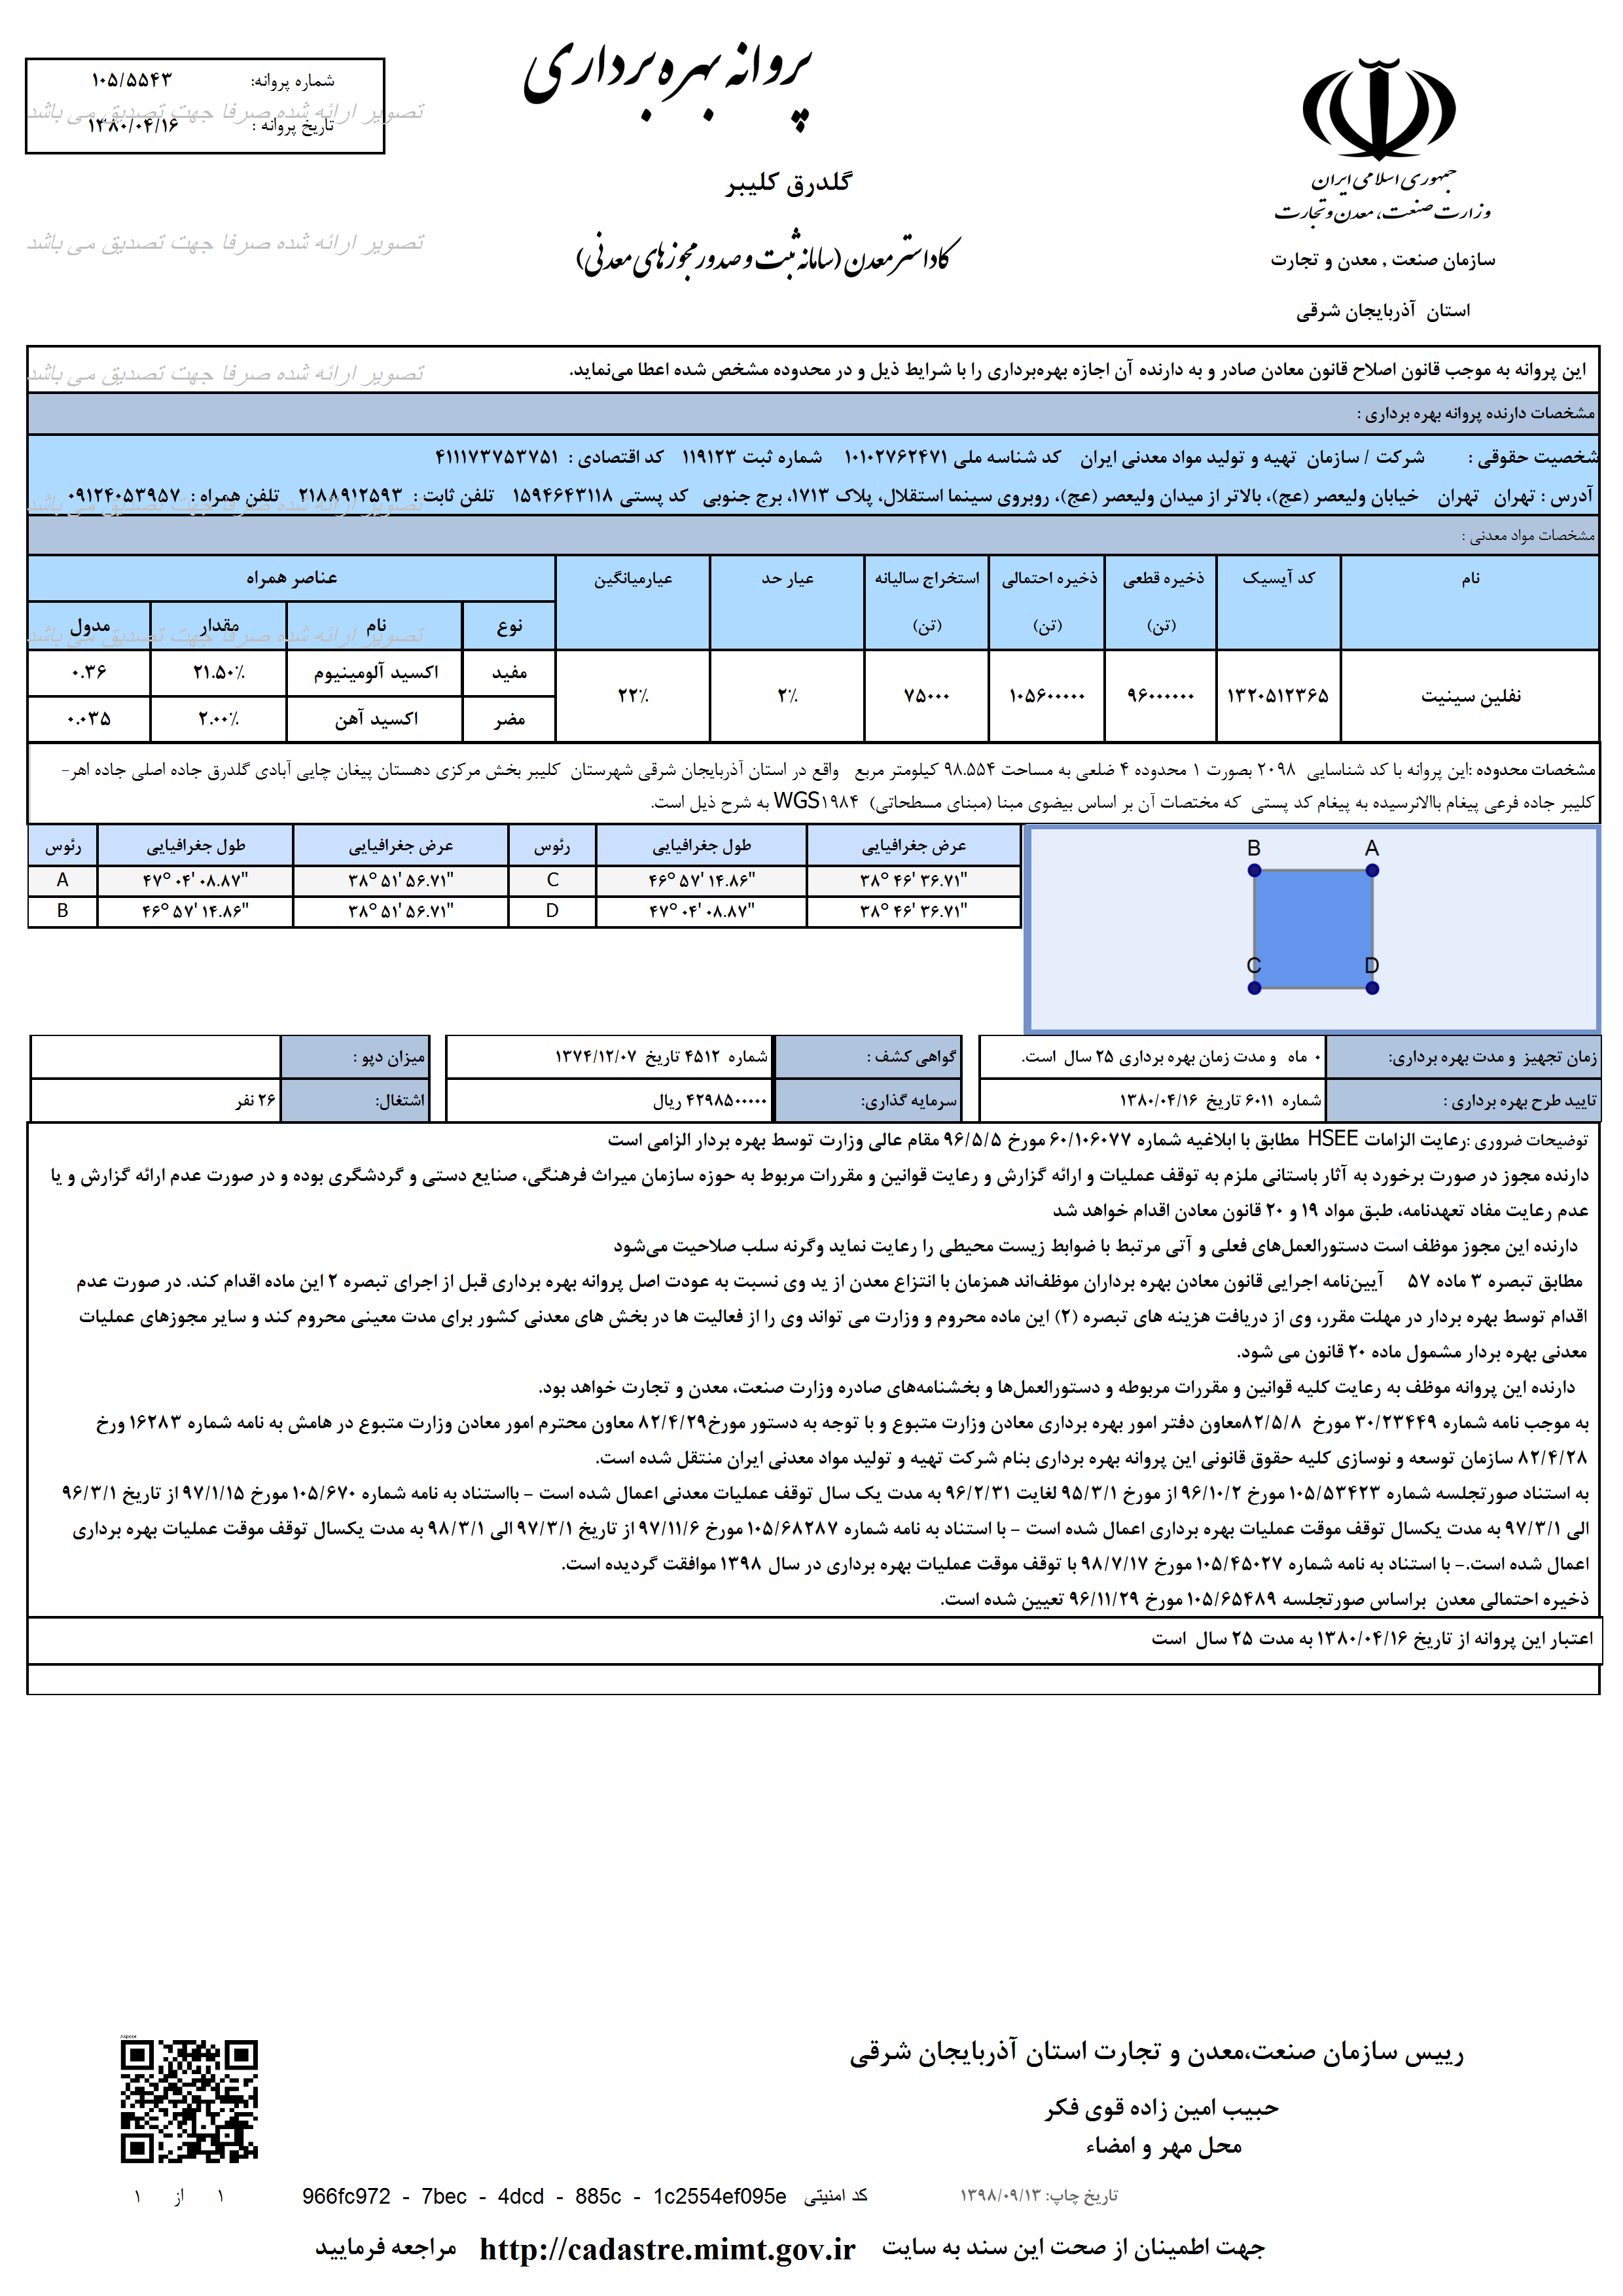 پروانه بهره برداری
شماره پروانه: ۱۰۵/۵۵۴۳
تاریخ پروانه : ۱۳۸۰/۰۴/۱۶
تصویر ارائه شده صرفا جهت تصدیق می باشد
جمهوری اسلامی ایران
وزارت صنعت، معدن و تجارت
سازمان صنعت , معدن و تجارت
استان آذربایجان شرقی
گلدرق کلیبر
تصویر ارائه شده صرفا جهت تصدیق می باشد
کاداستر معدن (سامانه ثبت و صدور مجوزهای معدنی)
تصویر ارائه شده صرفا جهت تصدیق می باشد
این پروانه به موجب قانون اصلاح قانون معادن صادر و به دارنده آن اجازه بهره‌برداری را با شرایط ذیل و در محدوده مشخص شده اعطا می‌نماید.
مشخصات دارنده پروانه بهره برداری :
شخصیت حقوقی : شرکت / سازمان تهیه و تولید مواد معدنی ایران کد شناسه ملی ۱۰۱۰۲۷۶۲۴۷۱ شماره ثبت ۱۱۹۱۲۳ کد اقتصادی : ۴۱۱۱۷۳۷۵۳۷۵۱
آدرس : تهران تهران خیابان ولیعصر (عج)، بالاتر از میدان ولیعصر (عج)، روبروی سینما استقلال، پلاک ۱۷۱۳، برج جنوبی کد پستی ۱۵۹۴۶۴۳۱۱۸ تلفن ثابت : ۲۱۸۸۹۱۲۵۹۳ تلفن همراه : ۰۹۱۲۴۰۵۳۹۵۷
تصویر ارائه شده صرفا جهت تصدیق می باشد
مشخصات مواد معدنی :
نام کد آیسیک ذخیره قطعی (تن) ذخیره احتمالی (تن) استخراج سالیانه (تن) عیار حد عیارمیانگین عناصر همراه
نوع نام مقدار مدول
تصویر ارائه شده صرفا جهت تصدیق می باشد
نفلین سینیت ۱۳۲۰۵۱۲۳۶۵ ۹۶۰۰۰۰۰۰ ۱۰۵۶۰۰۰۰۰ ۷۵۰۰۰ ۲٪ ۲۲٪ مفید اکسید آلومینیوم ۲۱.۵۰٪ ۰.۳۶
مضر اکسید آهن ۲.۰۰٪ ۰.۰۳۵
مشخصات محدوده :این پروانه با کد شناسایی ۲۰۹۸ بصورت ۱ محدوده ۴ ضلعی به مساحت ۹۸.۵۵۴ کیلومتر مربع واقع در استان آذربایجان شرقی شهرستان کلیبر بخش مرکزی دهستان پیغان چایی آبادی گلدرق جاده اصلی جاده اهر-
کلیبر جاده فرعی پیغام باالانرسیده به پیغام کد پستی که مختصات آن بر اساس بیضوی مبنا (مبنای مسطحاتی) WGS۱۹۸۴ به شرح ذیل است.
رئوس طول جغرافیایی عرض جغرافیایی رئوس طول جغرافیایی عرض جغرافیایی
A ۴۷° ۰۴' ۰۸.۸۷" ۳۸° ۵۱' ۵۶.۷۱" C ۴۶° ۵۷' ۱۴.۸۶" ۳۸° ۴۶' ۳۶.۷۱"
B ۴۶° ۵۷' ۱۴.۸۶" ۳۸° ۵۱' ۵۶.۷۱" D ۴۷° ۰۴' ۰۸.۸۷" ۳۸° ۴۶' ۳۶.۷۱"
B A
C D
زمان تجهیز و مدت بهره برداری: ۰ ماه و مدت زمان بهره برداری ۲۵ سال است. گواهی کشف : شماره ۴۵۱۲ تاریخ ۱۳۷۴/۱۲/۰۷ میزان دپو :
تایید طرح بهره برداری : شماره ۶۰۱۱ تاریخ ۱۳۸۰/۰۴/۱۶ سرمایه گذاری: ۴۲۹۸۵۰۰۰۰۰ ریال اشتغال: ۲۶ نفر
توضیحات ضروری :رعایت الزامات HSEE مطابق با ابلاغیه شماره ۶۰/۱۰۶۰۷۷ مورخ ۹۶/۵/۵ مقام عالی وزارت توسط بهره بردار الزامی است
دارنده مجوز در صورت برخورد به آثار باستانی ملزم به توقف عملیات و ارائه گزارش و رعایت قوانین و مقررات مربوط به حوزه سازمان میراث فرهنگی، صنایع دستی و گردشگری بوده و در صورت عدم ارائه گزارش و یا
عدم رعایت مفاد تعهدنامه، طبق مواد ۱۹ و ۲۰ قانون معادن اقدام خواهد شد
دارنده این مجوز موظف است دستورالعمل‌های فعلی و آتی مرتبط با ضوابط زیست محیطی را رعایت نماید وگرنه سلب صلاحیت می‌شود
مطابق تبصره ۳ ماده ۵۷ آیین‌نامه اجرایی قانون معادن بهره برداران موظف‌اند همزمان با انتزاع معدن از ید وی نسبت به عودت اصل پروانه بهره برداری قبل از اجرای تبصره ۲ این ماده اقدام کند. در صورت عدم
اقدام توسط بهره بردار در مهلت مقرر، وی از دریافت هزینه های تبصره (۲) این ماده محروم و وزارت می تواند وی را از فعالیت ها در بخش های معدنی کشور برای مدت معینی محروم کند و سایر مجوزهای عملیات
معدنی بهره بردار مشمول ماده ۲۰ قانون می شود.
دارنده این پروانه موظف به رعایت کلیه قوانین و مقررات مربوطه و دستورالعمل‌ها و بخشنامه‌های صادره وزارت صنعت، معدن و تجارت خواهد بود.
به موجب نامه شماره ۳۰/۲۳۴۴۹ مورخ ۸۲/۵/۸معاون دفتر امور بهره برداری معادن وزارت متبوع و با توجه به دستور مورخ۸۲/۴/۲۹ معاون محترم امور معادن وزارت متبوع در هامش به نامه شماره ۱۶۲۸۳ ورخ
۸۲/۴/۲۸ سازمان توسعه و نوسازی کلیه حقوق قانونی این پروانه بهره برداری بنام شرکت تهیه و تولید مواد معدنی ایران منتقل شده است.
به استناد صورتجلسه شماره ۱۰۵/۵۳۴۲۳ مورخ ۹۶/۱۰/۲ از مورخ ۹۵/۳/۱ لغایت ۹۶/۲/۳۱ به مدت یک سال توقف عملیات معدنی اعمال شده است - بااستناد به نامه شماره ۱۰۵/۶۷۰ مورخ ۹۷/۱/۱۵ از تاریخ ۹۶/۳/۱
الی ۹۷/۳/۱ به مدت یکسال توقف موقت عملیات بهره برداری اعمال شده است - با استناد به نامه شماره ۱۰۵/۶۸۲۸۷ مورخ ۹۷/۱۱/۶ از تاریخ ۹۷/۳/۱ الی ۹۸/۳/۱ به مدت یکسال توقف موقت عملیات بهره برداری
اعمال شده است.- با استناد به نامه شماره ۱۰۵/۴۵۰۲۷ مورخ ۹۸/۷/۱۷ با توقف موقت عملیات بهره برداری در سال ۱۳۹۸ موافقت گردیده است.
ذخیره احتمالی معدن براساس صورتجلسه ۱۰۵/۶۵۴۸۹ مورخ ۹۶/۱۱/۲۹ تعیین شده است.
اعتبار این پروانه از تاریخ ۱۳۸۰/۰۴/۱۶ به مدت ۲۵ سال است
رییس سازمان صنعت،معدن و تجارت استان آذربایجان شرقی
حبیب امین زاده قوی فکر
محل مهر و امضاء
تاریخ چاپ: ۱۳۹۸/۰۹/۱۳ کد امنیتی 966fc972 - 7bec - 4dcd - 885c - 1c2554ef095e ۱ از ۱
جهت اطمینان از صحت این سند به سایت http://cadastre.mimt.gov.ir مراجعه فرمایید